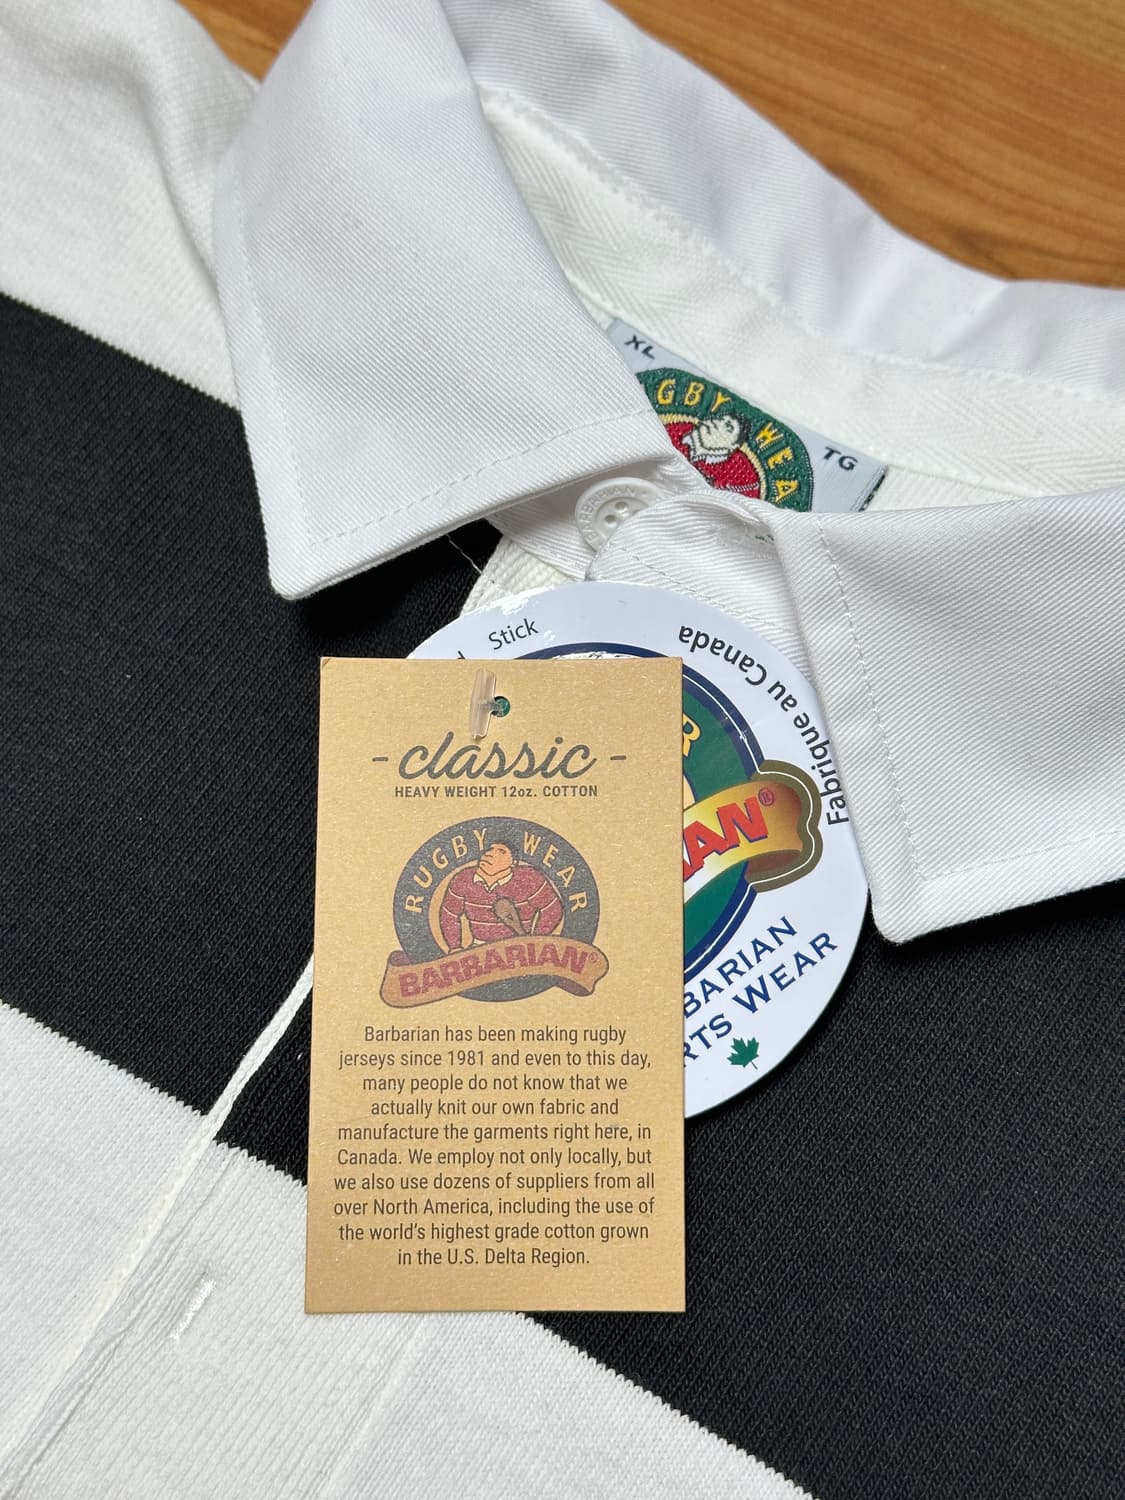 XL
RUGBY WEA
TG
Stick
Fabriqué au Canada
R
AN®
BARIAN
RTS WEAR
- classic -
HEAVY WEIGHT 12oz. COTTON
RUGBY WEAR
BARBARIAN®
Barbarian has been making rugby
jerseys since 1981 and even to this day,
many people do not know that we
actually knit our own fabric and
manufacture the garments right here, in
Canada. We employ not only locally, but
we also use dozens of suppliers from all
over North America, including the use of
the world's highest grade cotton grown
in the U.S. Delta Region.